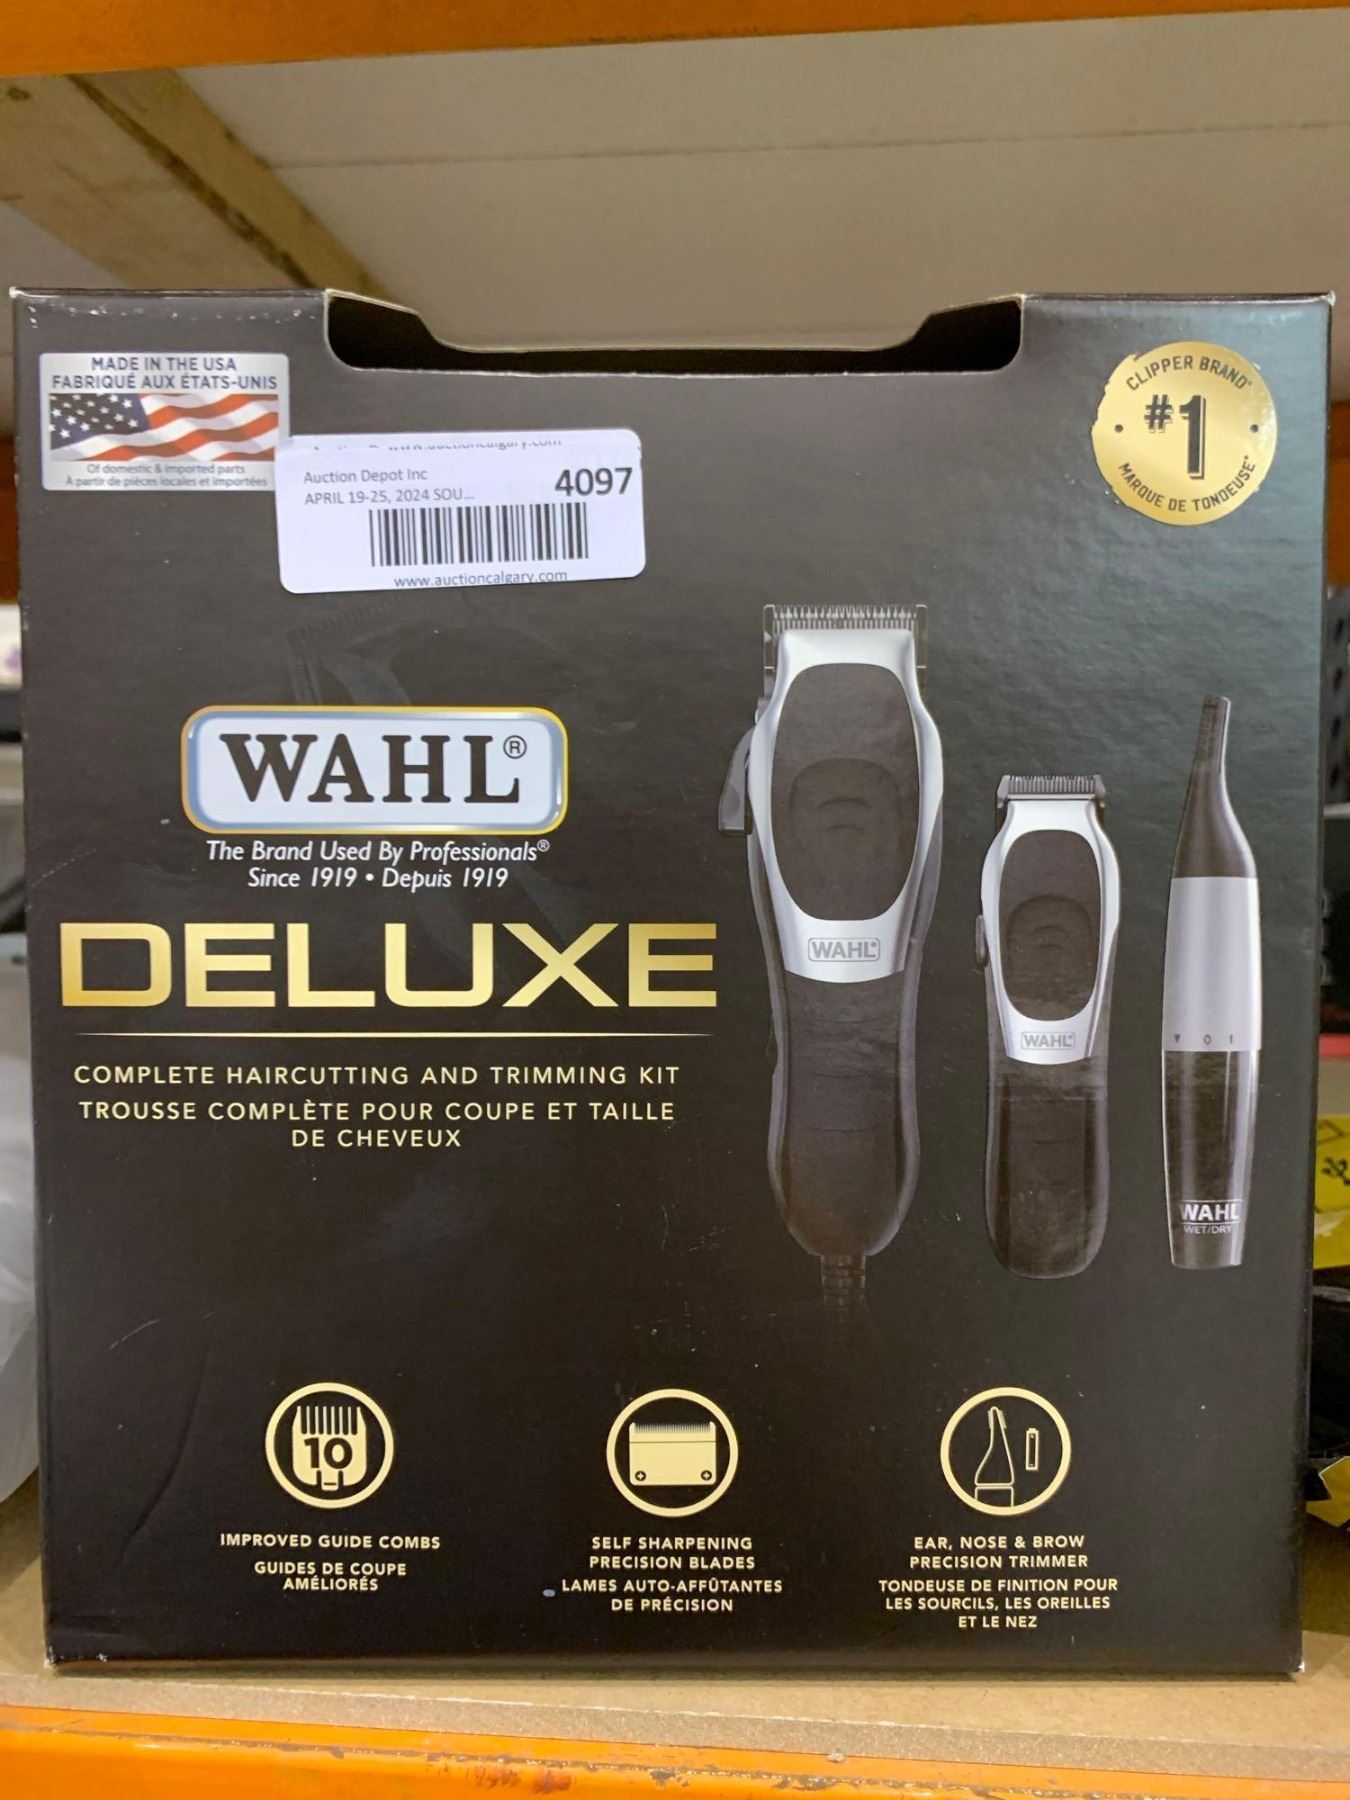 MADE IN THE USA
FABRIQUÉ AUX ÉTATS-UNIS
Of domestic & imported parts
À partir de pièces locales et importées
www.auctioncalgary.com
Auction Depot Inc
4097
APRIL 19-25, 2024 SOU...
www.auctioncalgary.com
CLIPPER BRAND*
#1
MARQUE DE TONDEUSE*
WAHL®
The Brand Used By Professionals®
Since 1919 • Depuis 1919
DELUXE
COMPLETE HAIRCUTTING AND TRIMMING KIT
TROUSSE COMPLÈTE POUR COUPE ET TAILLE
DE CHEVEUX
WAHL®
WAHL®
O I
WAHL
WET/DRY
10
IMPROVED GUIDE COMBS
GUIDES DE COUPE
AMÉLIORÉS
SELF SHARPENING
PRECISION BLADES
LAMES AUTO-AFFÛTANTES
DE PRÉCISION
EAR, NOSE & BROW
PRECISION TRIMMER
TONDEUSE DE FINITION POUR
LES SOURCILS, LES OREILLES
ET LE NEZ